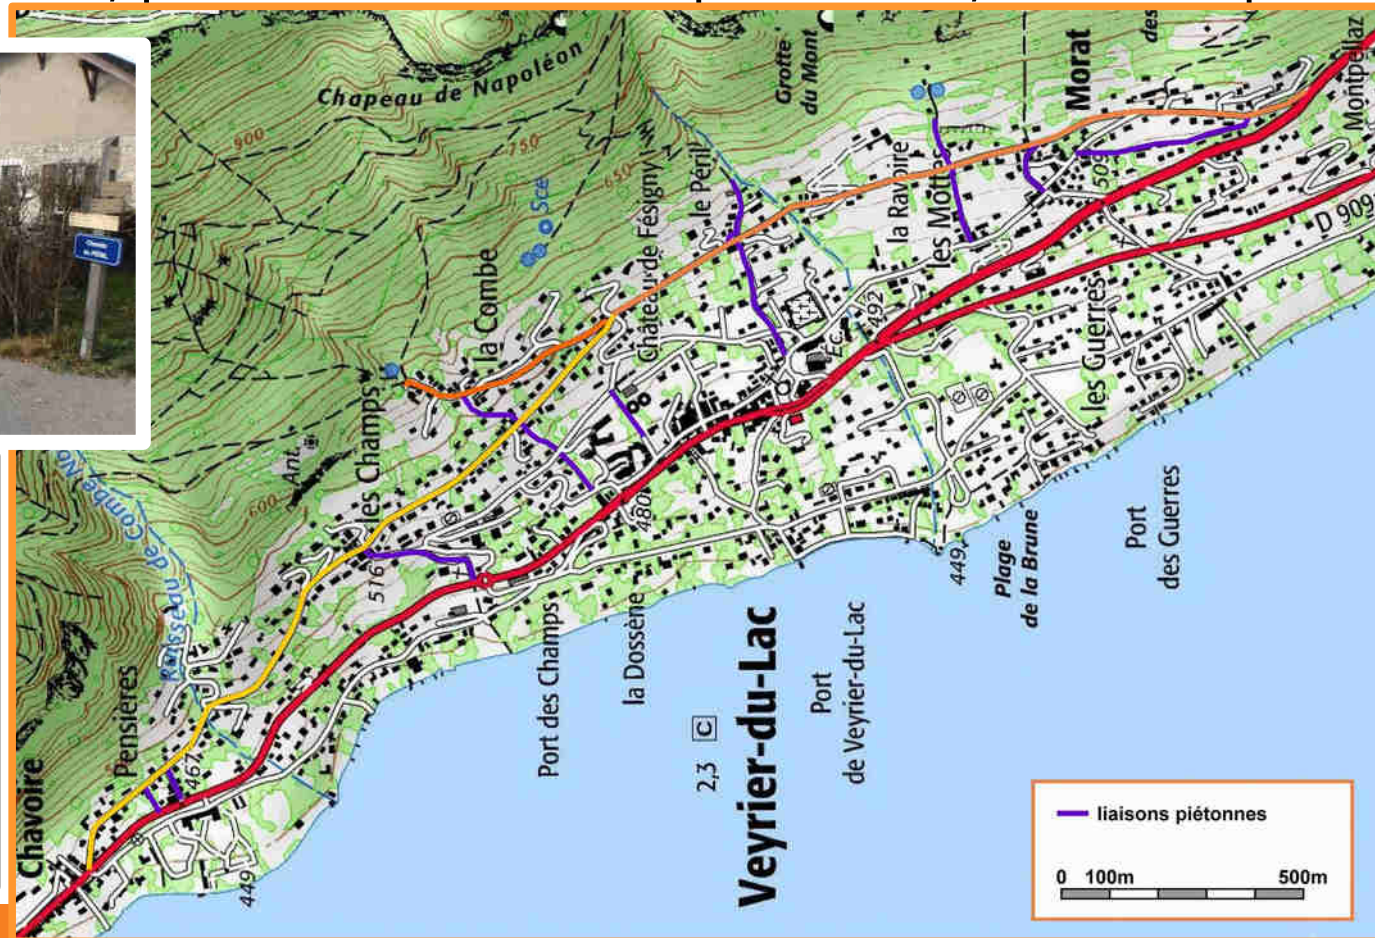 Chapeau de Napoléon
Grotte
du Mont
Morat
des
Montpellaz
900
750
650
Sce
Château de Fésigny
le Péril
la Ravoire
les Mottes
509
D 909
la Combe
Ec.
492
les Guerres
les Champs
Ant.
600
480
516
Ruisseau de Combe No
Pensières
467
Chavoire
449
Port des Champs
la Dossène
2,3 C
Veyrier-du-Lac
Port
de Veyrier-du-Lac
449
Plage
de la Brune
Port
des Guerres
liaisons piétonnes
0 100m 500m